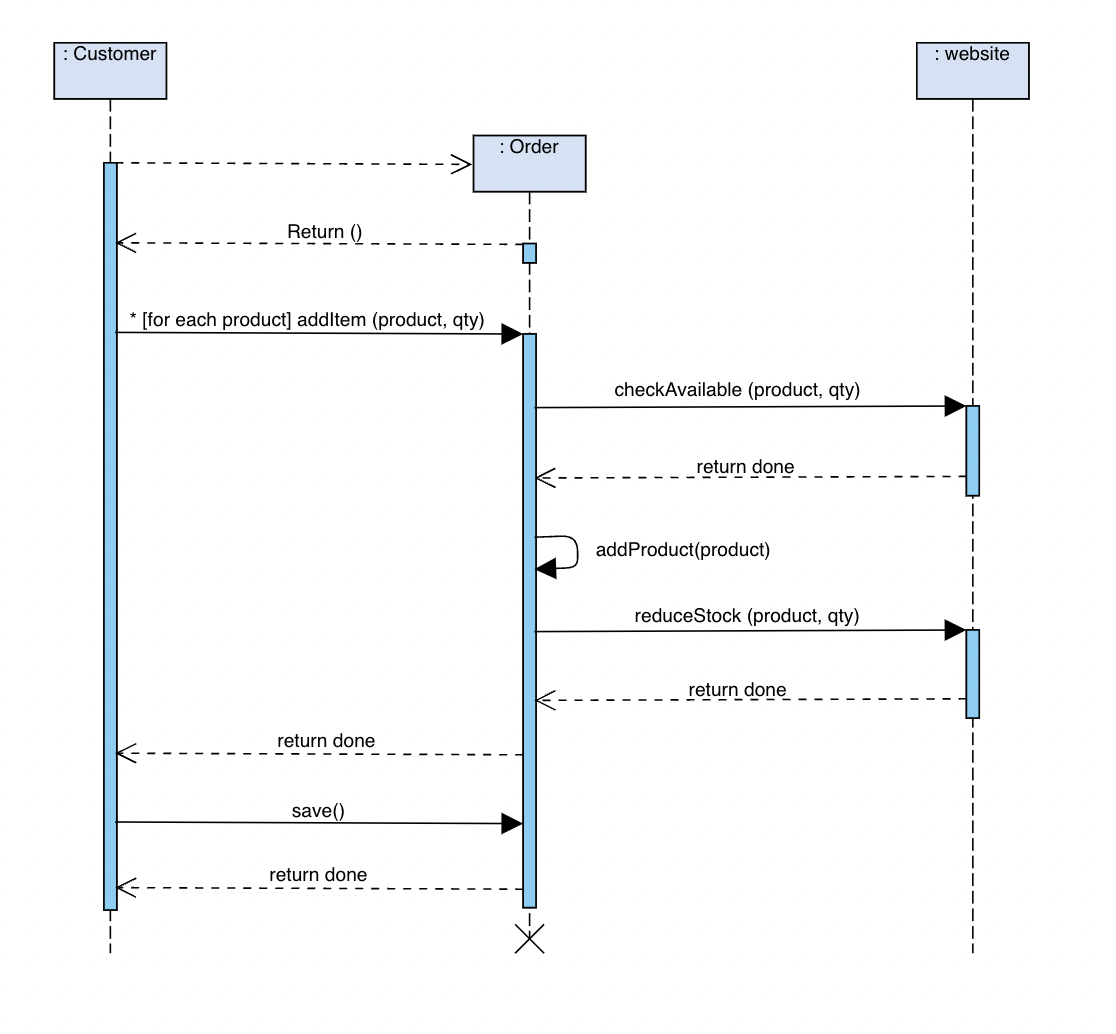 : Customer
: website
: Order
Return ()
* [for each product] addItem (product, qty)
checkAvailable (product, qty)
return done
addProduct(product)
reduceStock (product, qty)
return done
return done
save()
return done